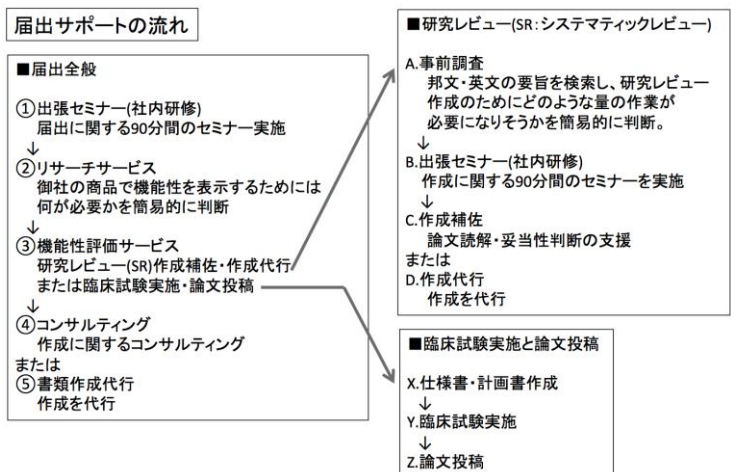 届出サポートの流れ
■届出全般
①出張セミナー(社内研修)
届出に関する90分間のセミナー実施
↓
②リサーチサービス
御社の商品で機能性を表示するためには
何が必要かを簡易的に判断
↓
③機能性評価サービス
研究レビュー(SR)作成補佐・作成代行
または臨床試験実施・論文投稿
↓
④コンサルティング
作成に関するコンサルティング
または
⑤書類作成代行
作成を代行
■研究レビュー(SR:システマティックレビュー)
A.事前調査
邦文・英文の要旨を検索し、研究レビュー
作成のためにどのような量の作業が
必要になりそうかを簡易的に判断。
↓
B.出張セミナー(社内研修)
作成に関する90分間のセミナーを実施
↓
C.作成補佐
論文読解・妥当性判断の支援
または
D.作成代行
作成を代行
■臨床試験実施と論文投稿
X.仕様書・計画書作成
↓
Y.臨床試験実施
↓
Z.論文投稿